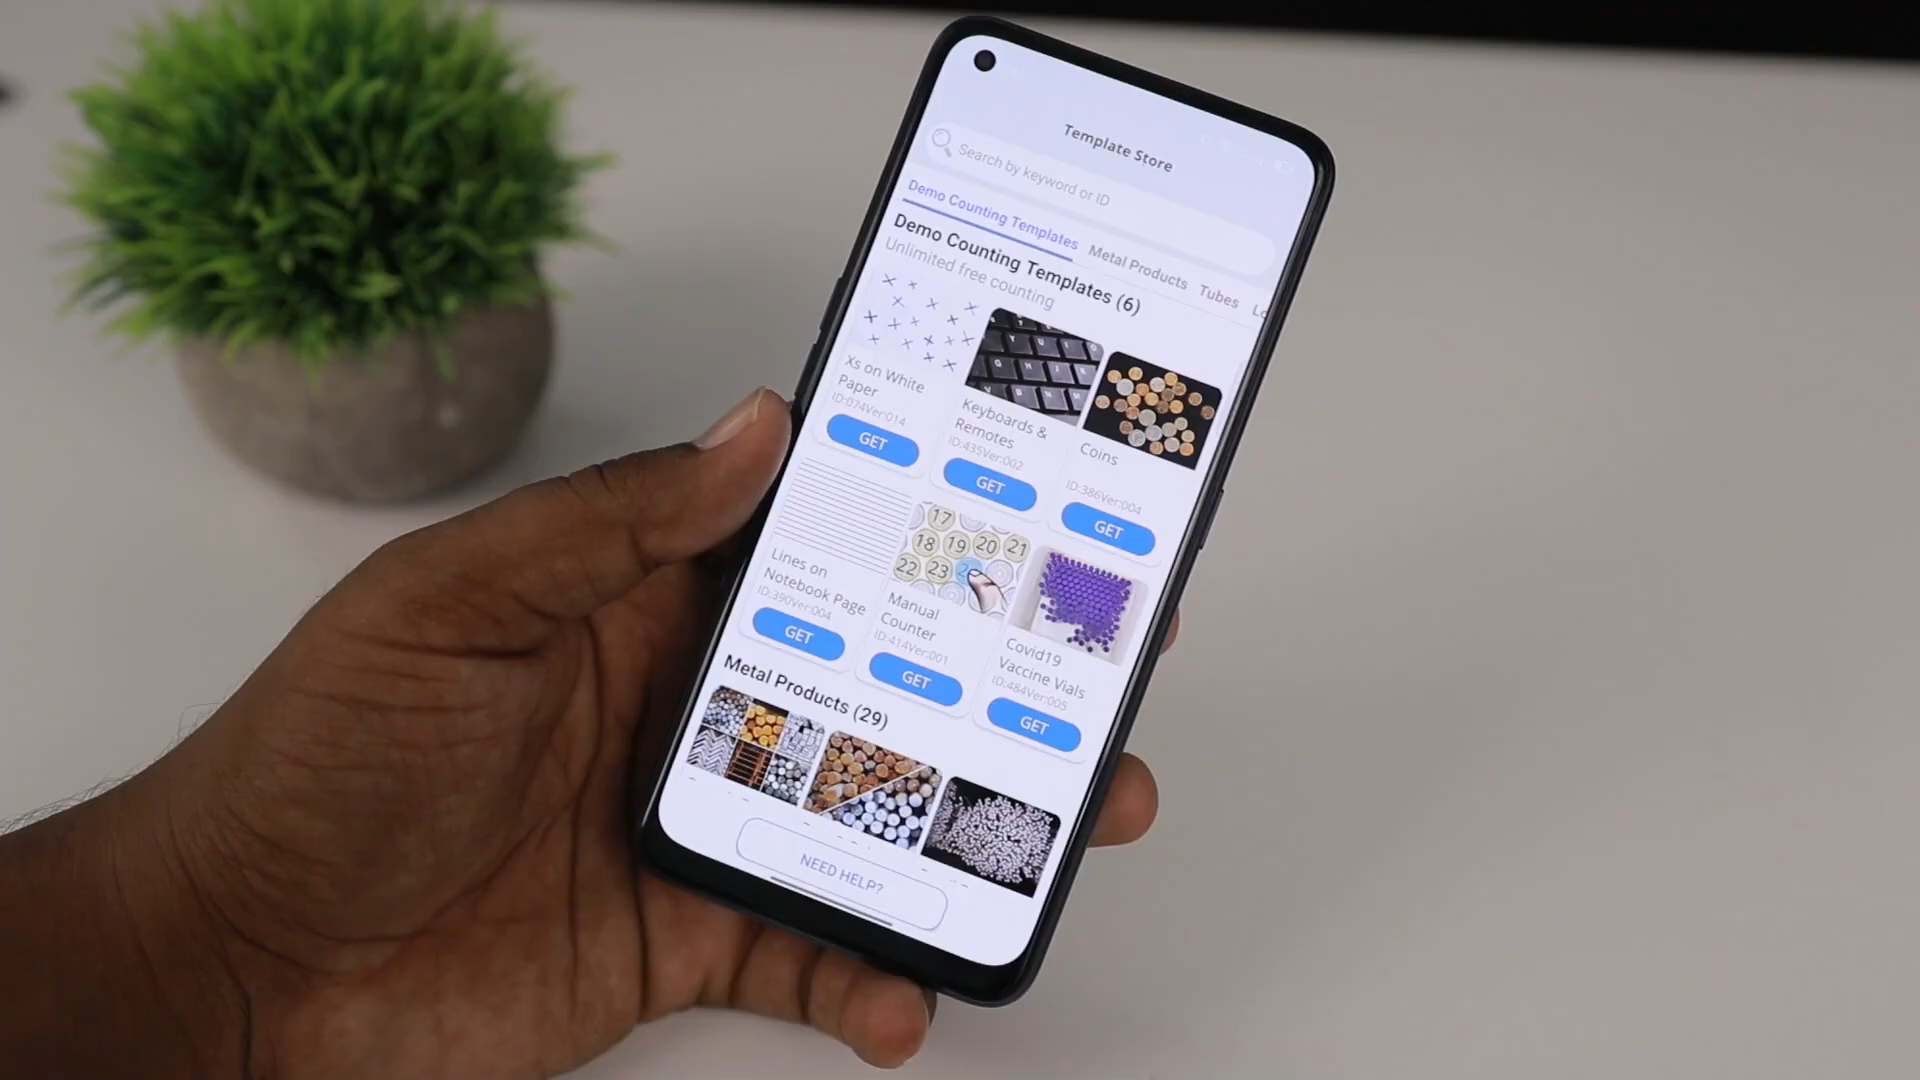 Template Store
Search by keyword or ID
Demo Counting Templates Metal Products Tubes
Demo Counting Templates (6)
Unlimited free counting
Xs on White
Paper
ID:074Ver:014
GET
Keyboards &
Remotes
ID:435Ver:002
GET
Coins
ID:386Ver:004
GET
Lines on
Notebook Page
ID:390Ver:004
GET
17
18 19 20 21
22 23
Manual
Counter
ID:414Ver:001
GET
Covid19
Vaccine Vials
ID:484Ver:005
GET
Metal Products (29)
NEED HELP?